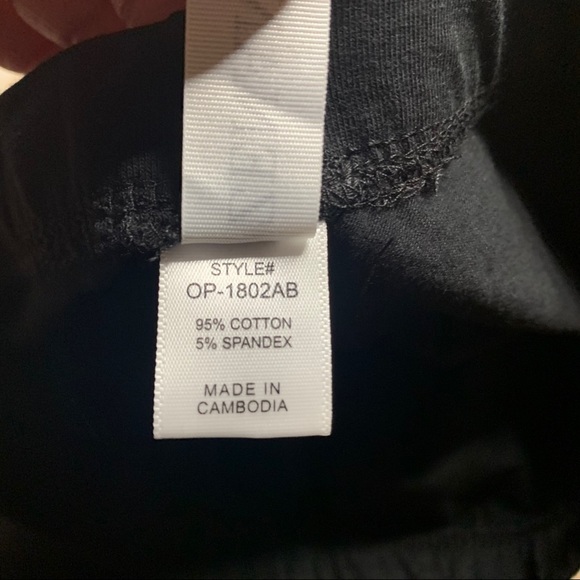 STYLE#
OP-1802AB
95% COTTON
5% SPANDEX
MADE IN
CAMBODIA